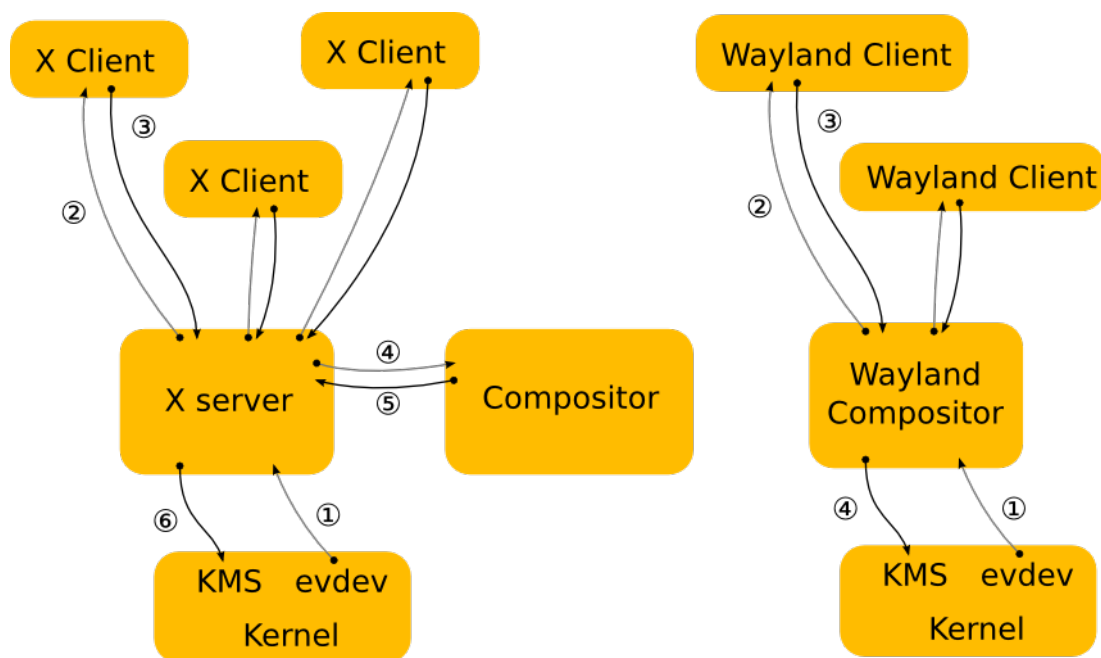 X Client
X Client
③
X Client
②
X server
④
⑤
Compositor
⑥
①
KMS evdev
Kernel
Wayland Client
③
Wayland Client
②
Wayland
Compositor
④
①
KMS evdev
Kernel